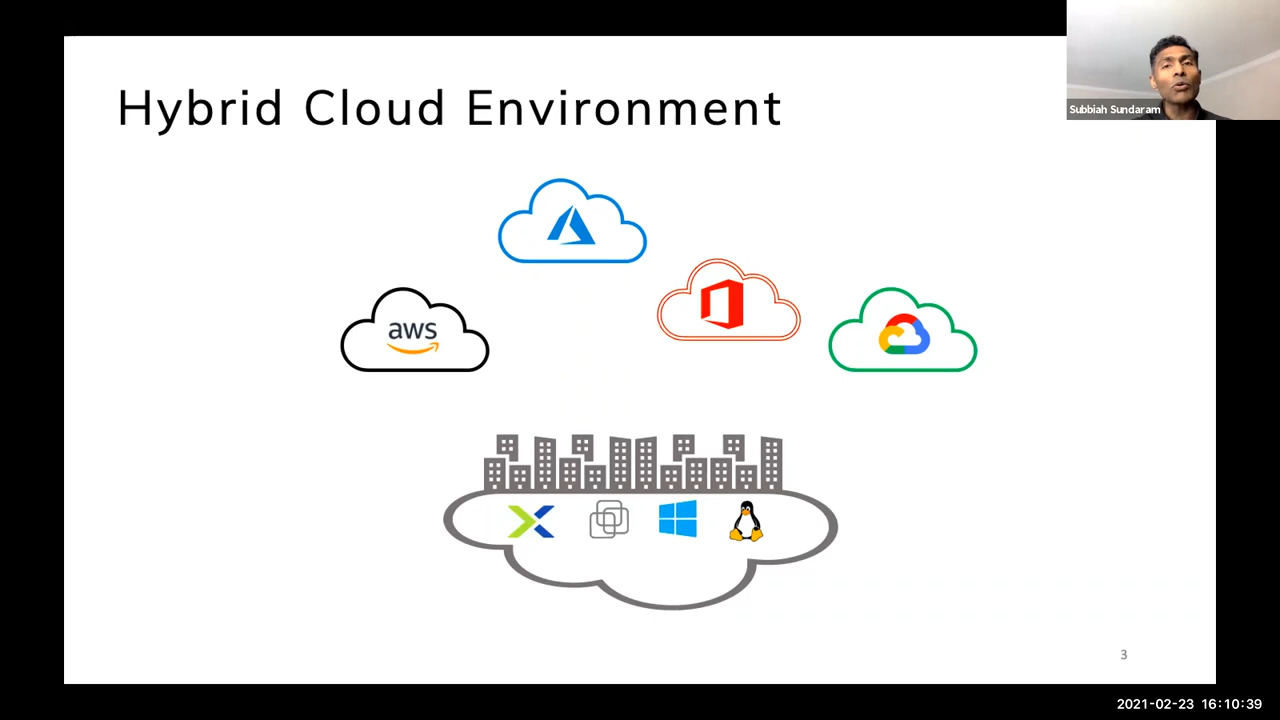 Hybrid Cloud Environment
Subbiah Sundaram
aws
3
2021-02-23 16:10:39